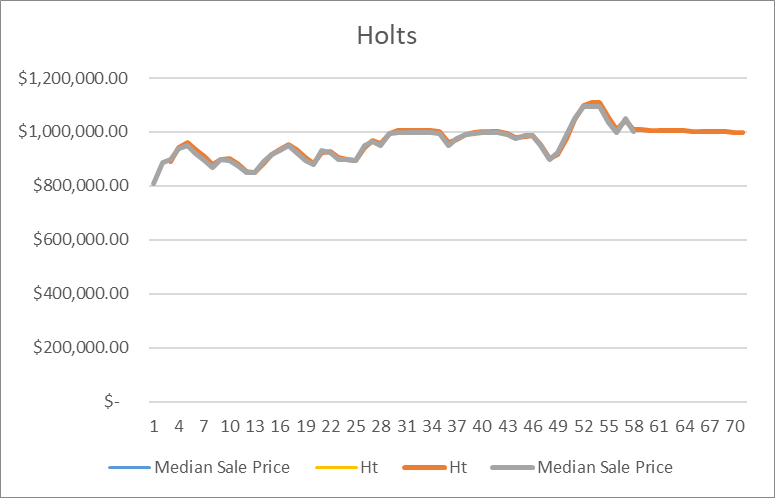 Holts
$1,200,000.00
$1,000,000.00
$800,000.00
$600,000.00
$400,000.00
$200,000.00
$-
1 4 7 10 13 16 19 22 25 28 31 34 37 40 43 46 49 52 55 58 61 64 67 70
Median Sale Price Ht Ht Median Sale Price